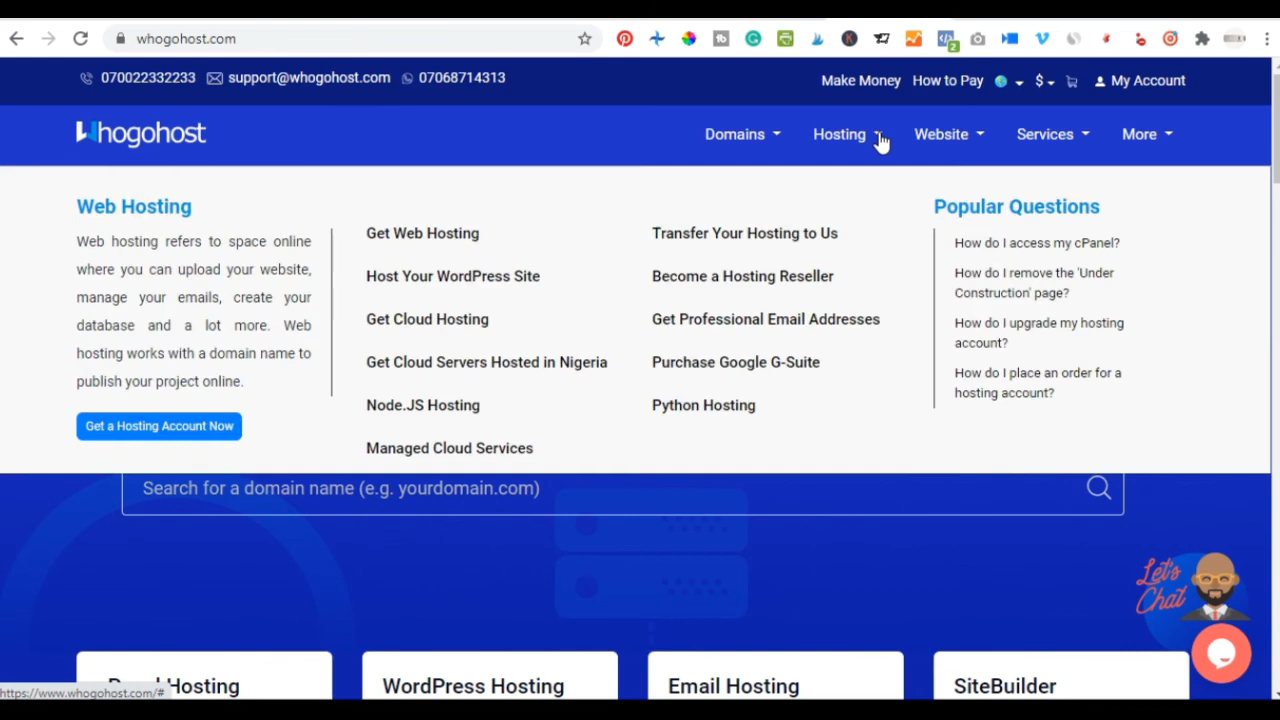 whogohost.com
2
070022332233 support@whogohost.com 07068714313
Make Money How to Pay $ My Account
Whogohost
Domains Hosting Website Services More
Web Hosting
Web hosting refers to space online
where you can upload your website,
manage your emails, create your
database and a lot more. Web
hosting works with a domain name to
publish your project online.
Get a Hosting Account Now
Get Web Hosting
Host Your WordPress Site
Get Cloud Hosting
Get Cloud Servers Hosted in Nigeria
Node.JS Hosting
Managed Cloud Services
Transfer Your Hosting to Us
Become a Hosting Reseller
Get Professional Email Addresses
Purchase Google G-Suite
Python Hosting
Popular Questions
How do I access my cPanel?
How do I remove the 'Under
Construction' page?
How do I upgrade my hosting
account?
How do I place an order for a
hosting account?
Search for a domain name (e.g. yourdomain.com)
Let's
Chat
Hosting
WordPress Hosting
Email Hosting
SiteBuilder
https://www.whogohost.com/#